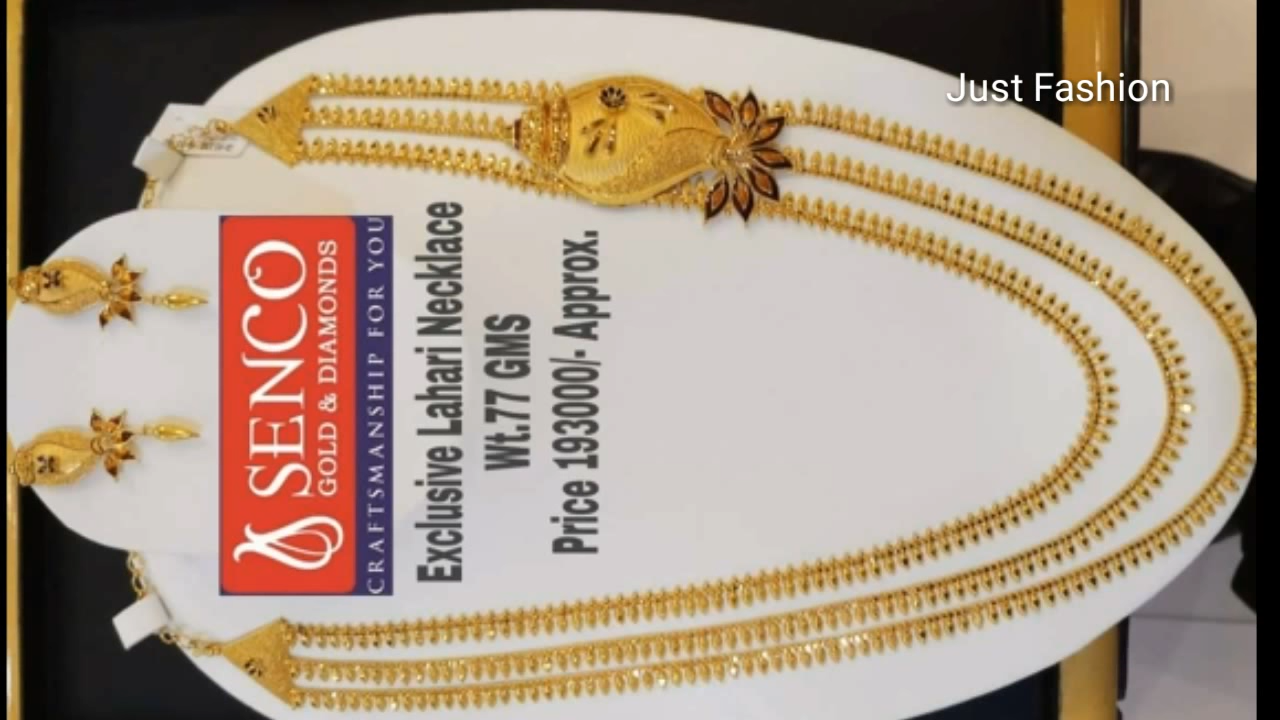 Just Fashion
SENCO
GOLD & DIAMONDS
CRAFTSMANSHIP FOR YOU
Exclusive Lahari Necklace
Wt.77 GMS
Price 193000/- Approx.